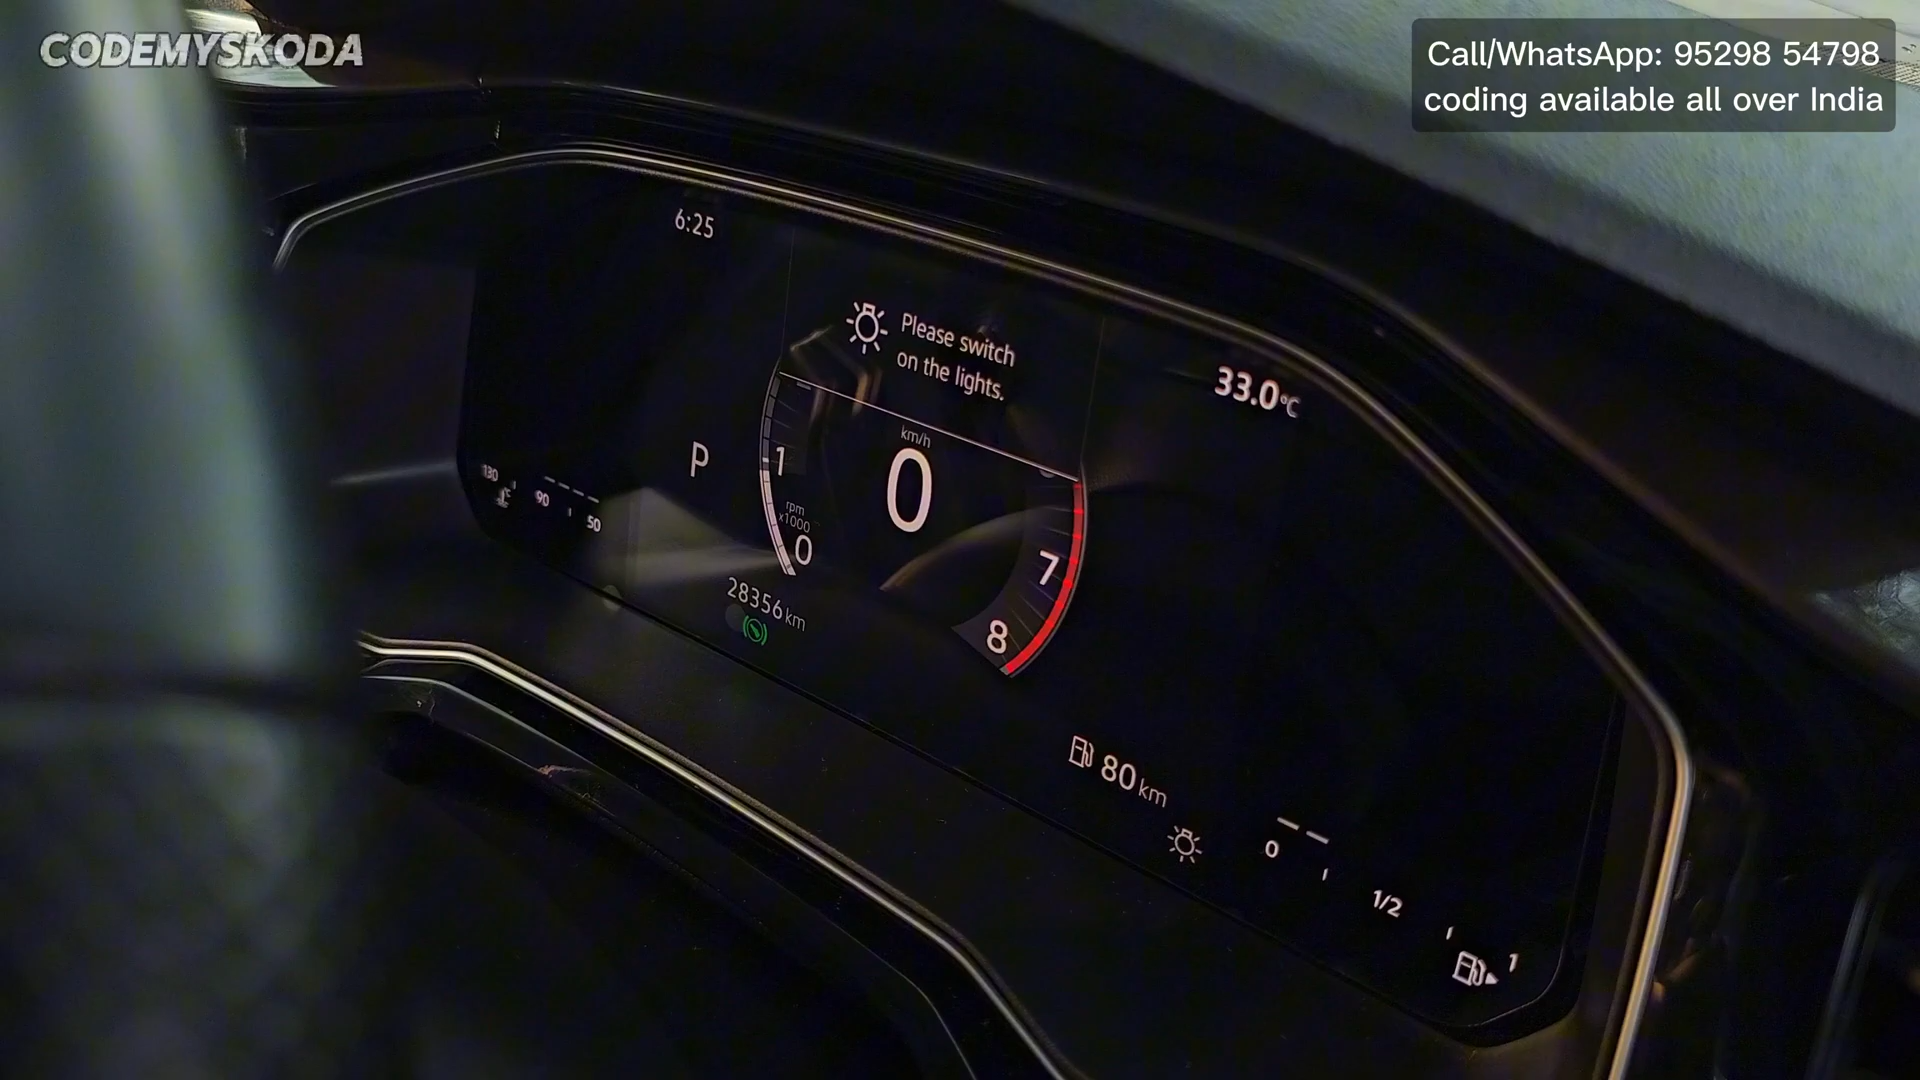 CODEMYSKODA
Call/WhatsApp: 95298 54798
coding available all over India
6:25
Please switch
on the lights.
33.0°C
km/h
0
P
1
rpm
x1000
0
7
8
130
90
50
28356 km
80 km
0
1/2
1